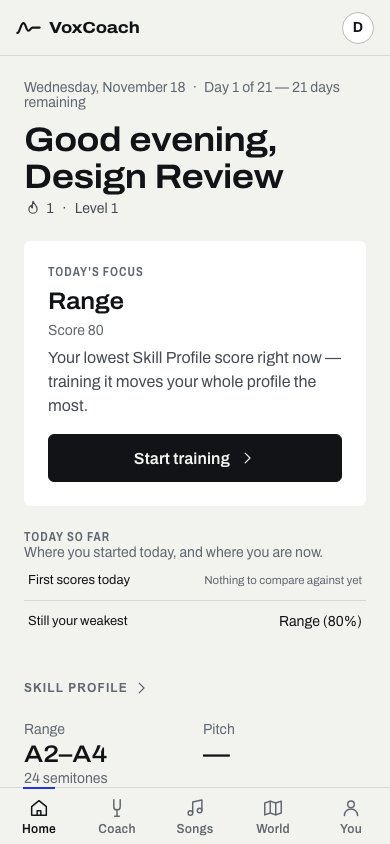 VoxCoach
D
Wednesday, November 18 · Day 1 of 21 — 21 days
remaining
Good evening,
Design Review
1 · Level 1
TODAY'S FOCUS
Range
Score 80
Your lowest Skill Profile score right now —
training it moves your whole profile the
most.
Start training
TODAY SO FAR
Where you started today, and where you are now.
First scores today Nothing to compare against yet
Still your weakest Range (80%)
SKILL PROFILE
Range Pitch
A2–A4 —
24 semitones
Home Coach Songs World You